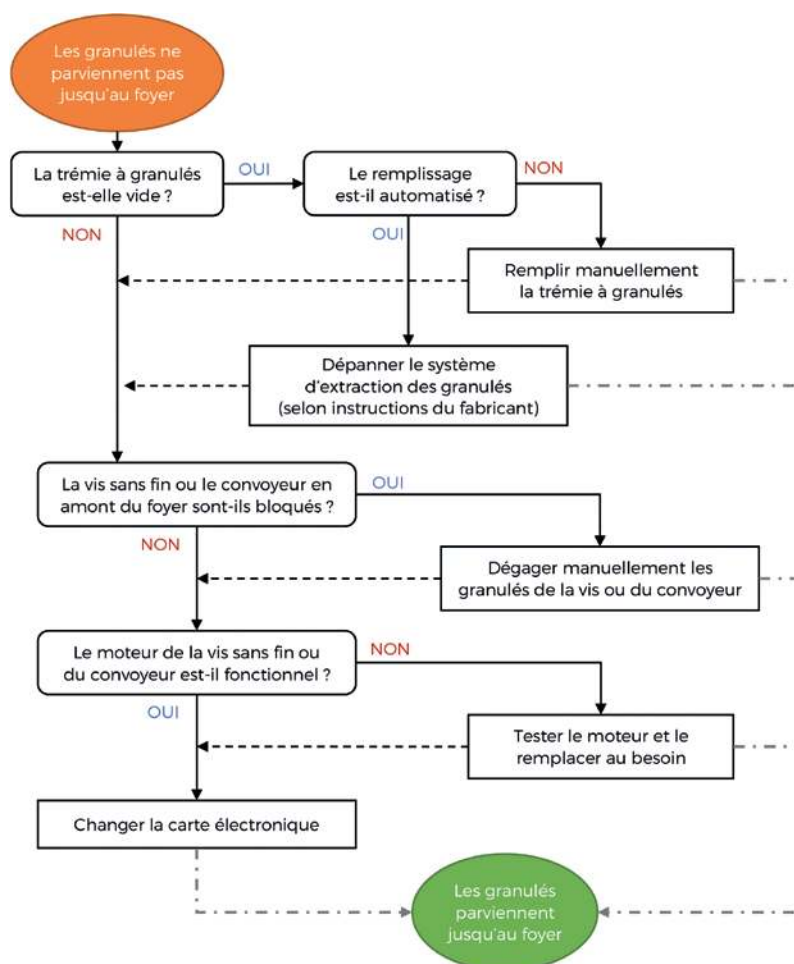 Les granulés ne
parviennent pas
jusqu'au foyer
La trémie à granulés
est-elle vide ?
OUI
Le remplissage
est-il automatisé ?
NON
NON
OUI
Remplir manuellement
la trémie à granulés
Dépanner le système
d'extraction des granulés
(selon instructions du fabricant)
La vis sans fin ou le convoyeur en
amont du foyer sont-ils bloqués ?
OUI
NON
Dégager manuellement les
granulés de la vis ou du convoyeur
Le moteur de la vis sans fin ou
du convoyeur est-il fonctionnel ?
NON
OUI
Tester le moteur et le
remplacer au besoin
Changer la carte électronique
Les granulés
parviennent
jusqu'au foyer